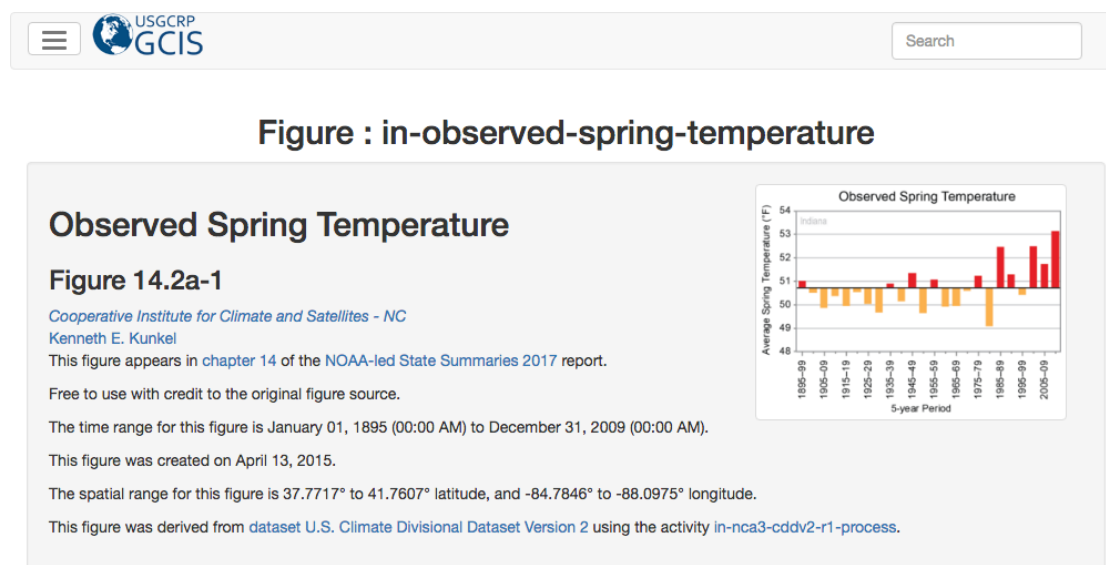 USGCRP
GCIS
Search
Figure : in-observed-spring-temperature
Observed Spring Temperature
Figure 14.2a-1
Cooperative Institute for Climate and Satellites - NC
Kenneth E. Kunkel
This figure appears in chapter 14 of the NOAA-led State Summaries 2017 report.
Free to use with credit to the original figure source.
The time range for this figure is January 01, 1895 (00:00 AM) to December 31, 2009 (00:00 AM).
This figure was created on April 13, 2015.
The spatial range for this figure is 37.7717° to 41.7607° latitude, and -84.7846° to -88.0975° longitude.
This figure was derived from dataset U.S. Climate Divisional Dataset Version 2 using the activity in-nca3-cddv2-r1-process.
Observed Spring Temperature
Average Spring Temperature (°F)
54
53
52
51
50
49
48
Indiana
1895–99
1905–09
1915–19
1925–29
1935–39
1945–49
1955–59
1965–69
1975–79
1985–89
1995–99
2005–09
5-year Period